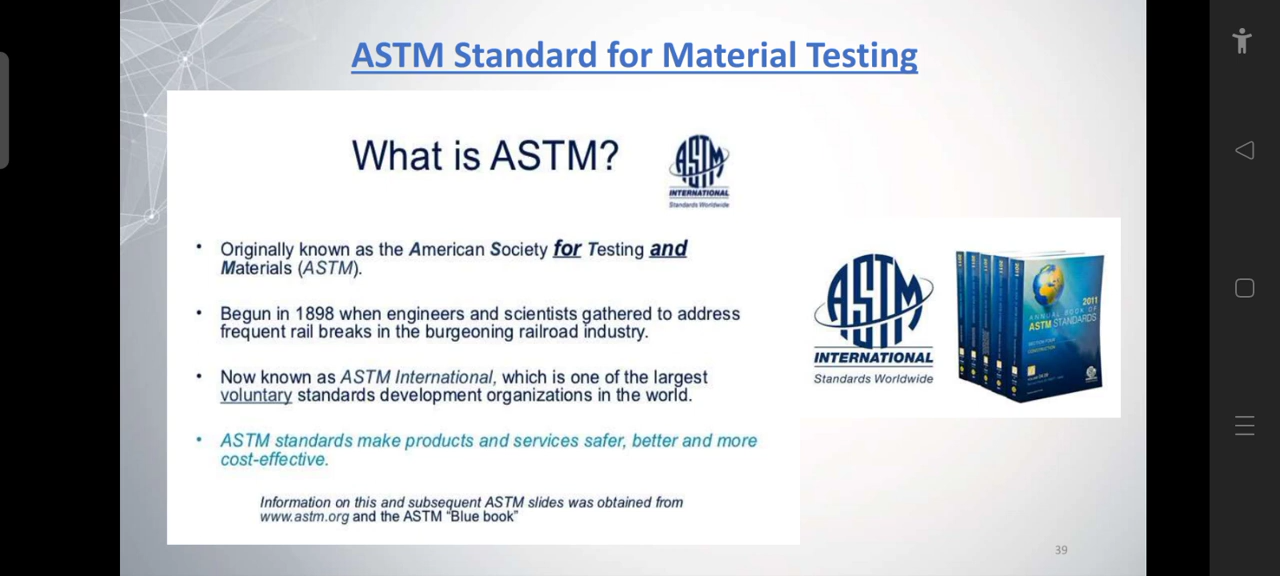 ASTM Standard for Material Testing
What is ASTM?
ASTM
INTERNATIONAL
Standards Worldwide
• Originally known as the American Society for Testing and
Materials (ASTM).
• Begun in 1898 when engineers and scientists gathered to address
frequent rail breaks in the burgeoning railroad industry.
• Now known as ASTM International, which is one of the largest
voluntary standards development organizations in the world.
• ASTM standards make products and services safer, better and more
cost-effective.
Information on this and subsequent ASTM slides was obtained from
www.astm.org and the ASTM "Blue book"
ASTM
INTERNATIONAL
Standards Worldwide
2011
ANNUAL BOOK OF
ASTM STANDARDS
39